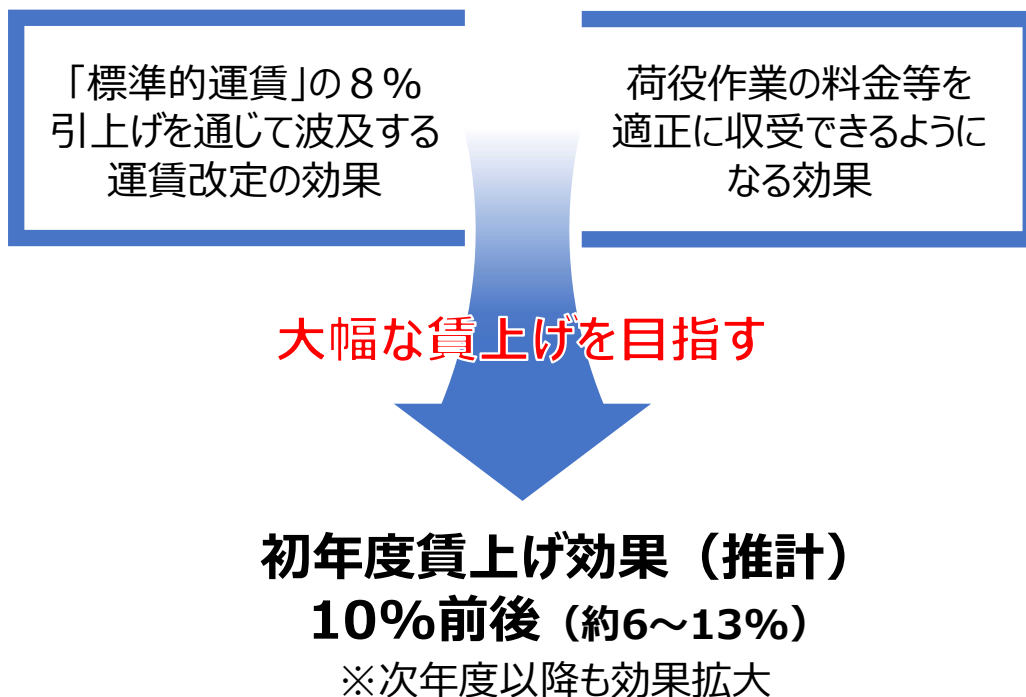 「標準的運賃」の８％
引上げを通じて波及する
運賃改定の効果
荷役作業の料金等を
適正に収受できるように
なる効果
大幅な賃上げを目指す
初年度賃上げ効果（推計）
10%前後（約6～13%）
※次年度以降も効果拡大